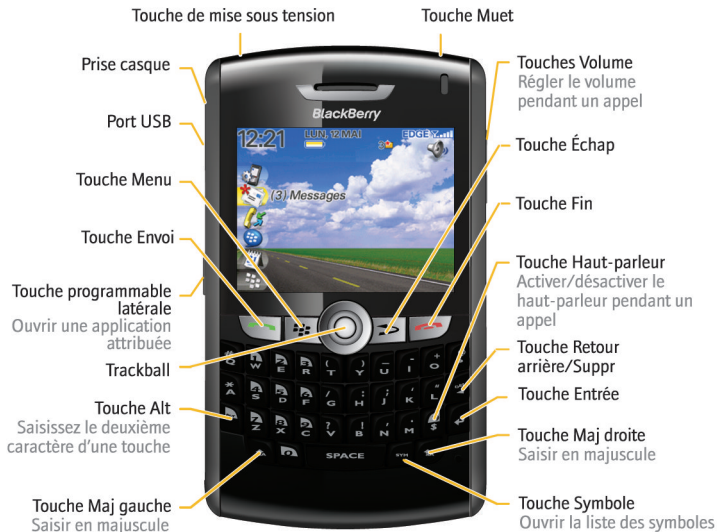 Touche de mise sous tension
Touche Muet
Prise casque
Port USB
Touche Menu
Touche Envoi
Touche programmable
latérale
Ouvrir une application
attribuée
Trackball
Touche Alt
Saisissez le deuxième
caractère d'une touche
Touche Maj gauche
Saisir en majuscule
BlackBerry
12:21
LUN, 12 MAI
EDGE
3
(3) Messages
Touches Volume
Régler le volume
pendant un appel
Touche Échap
Touche Fin
Touche Haut-parleur
Activer/désactiver le
haut-parleur pendant un
appel
Touche Retour
arrière/Suppr
Touche Entrée
Touche Maj droite
Saisir en majuscule
Touche Symbole
Ouvrir la liste des symboles
SPACE
SYM